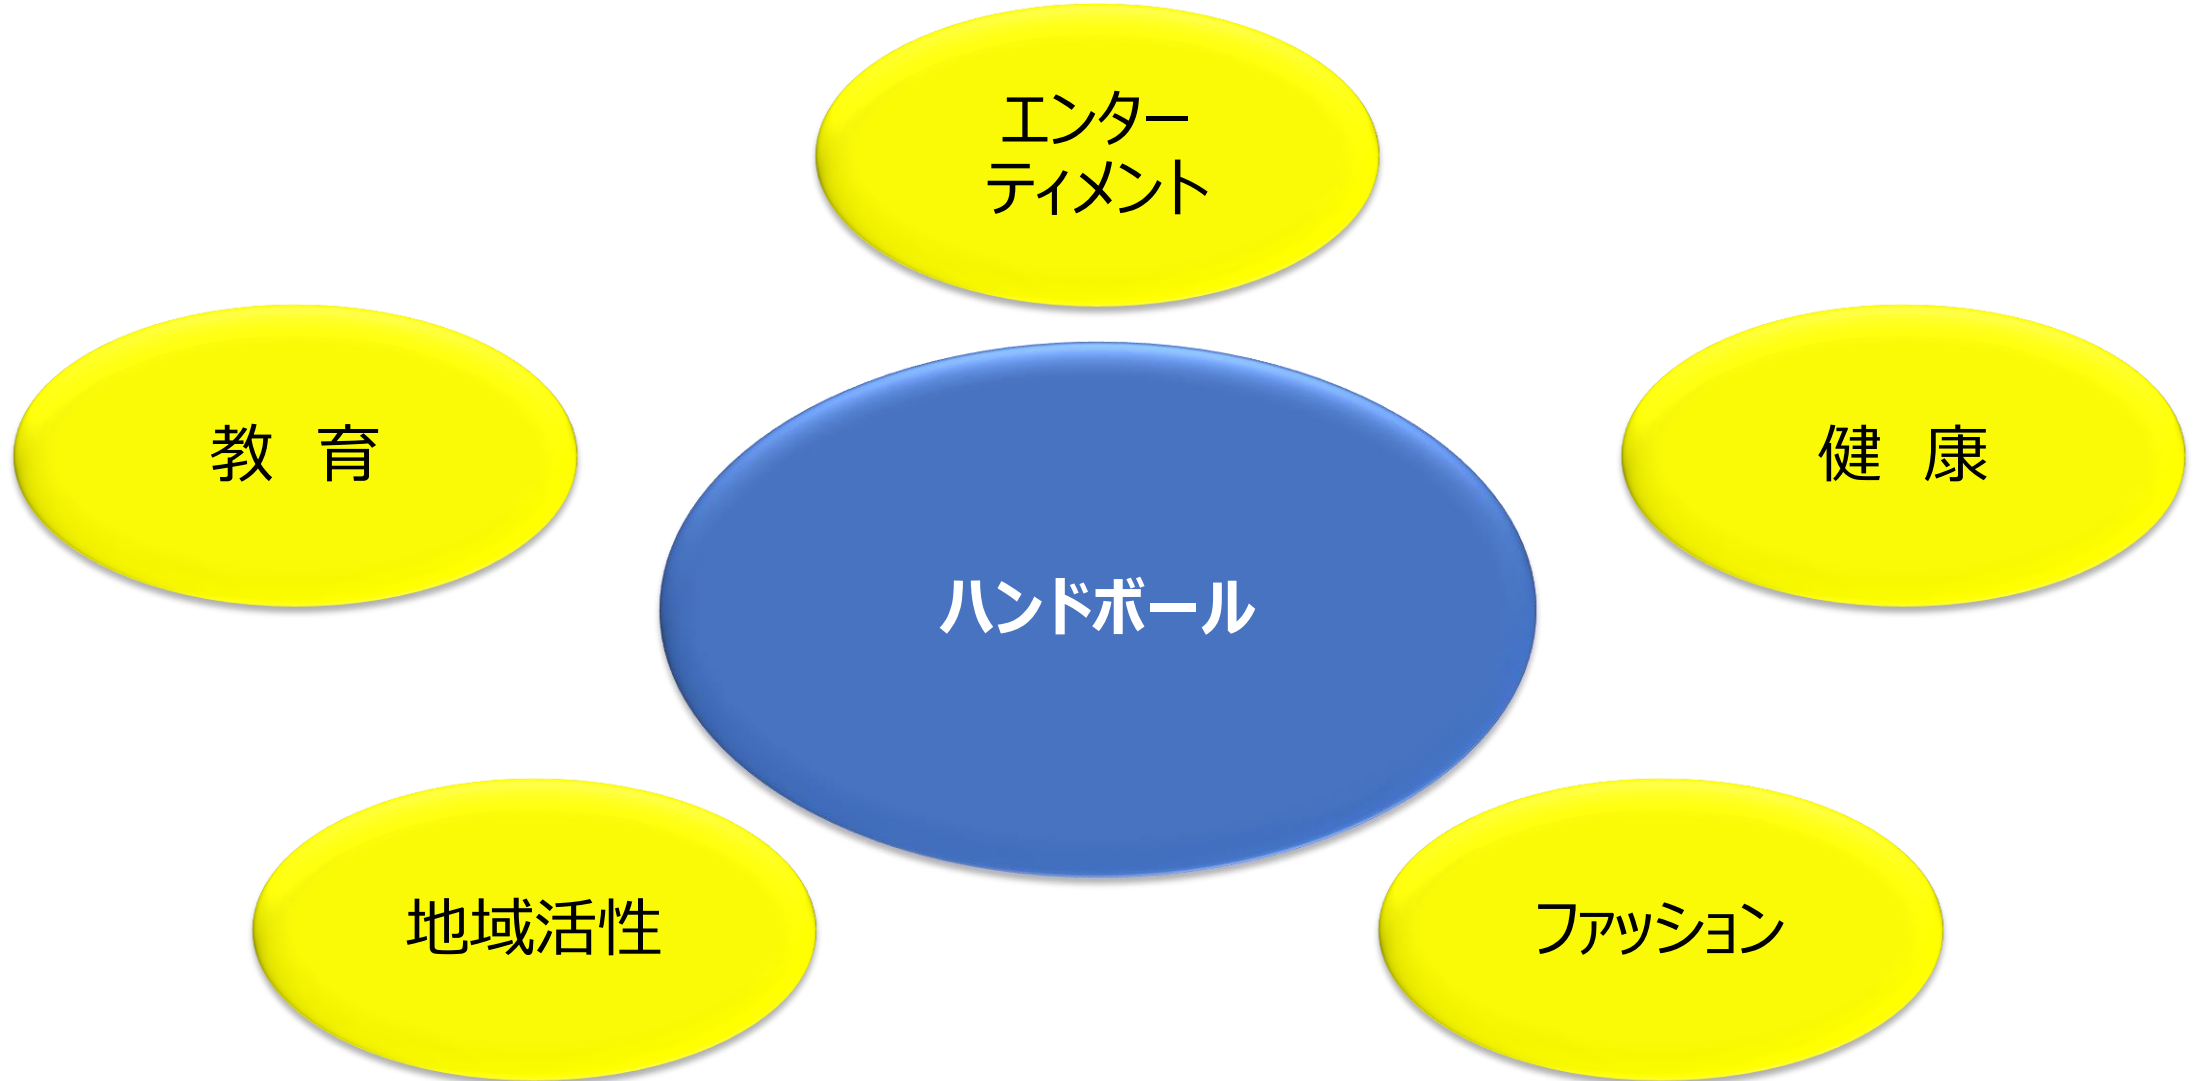 エンター
ティメント
教　育
健　康
ハンドボール
地域活性
ファッション